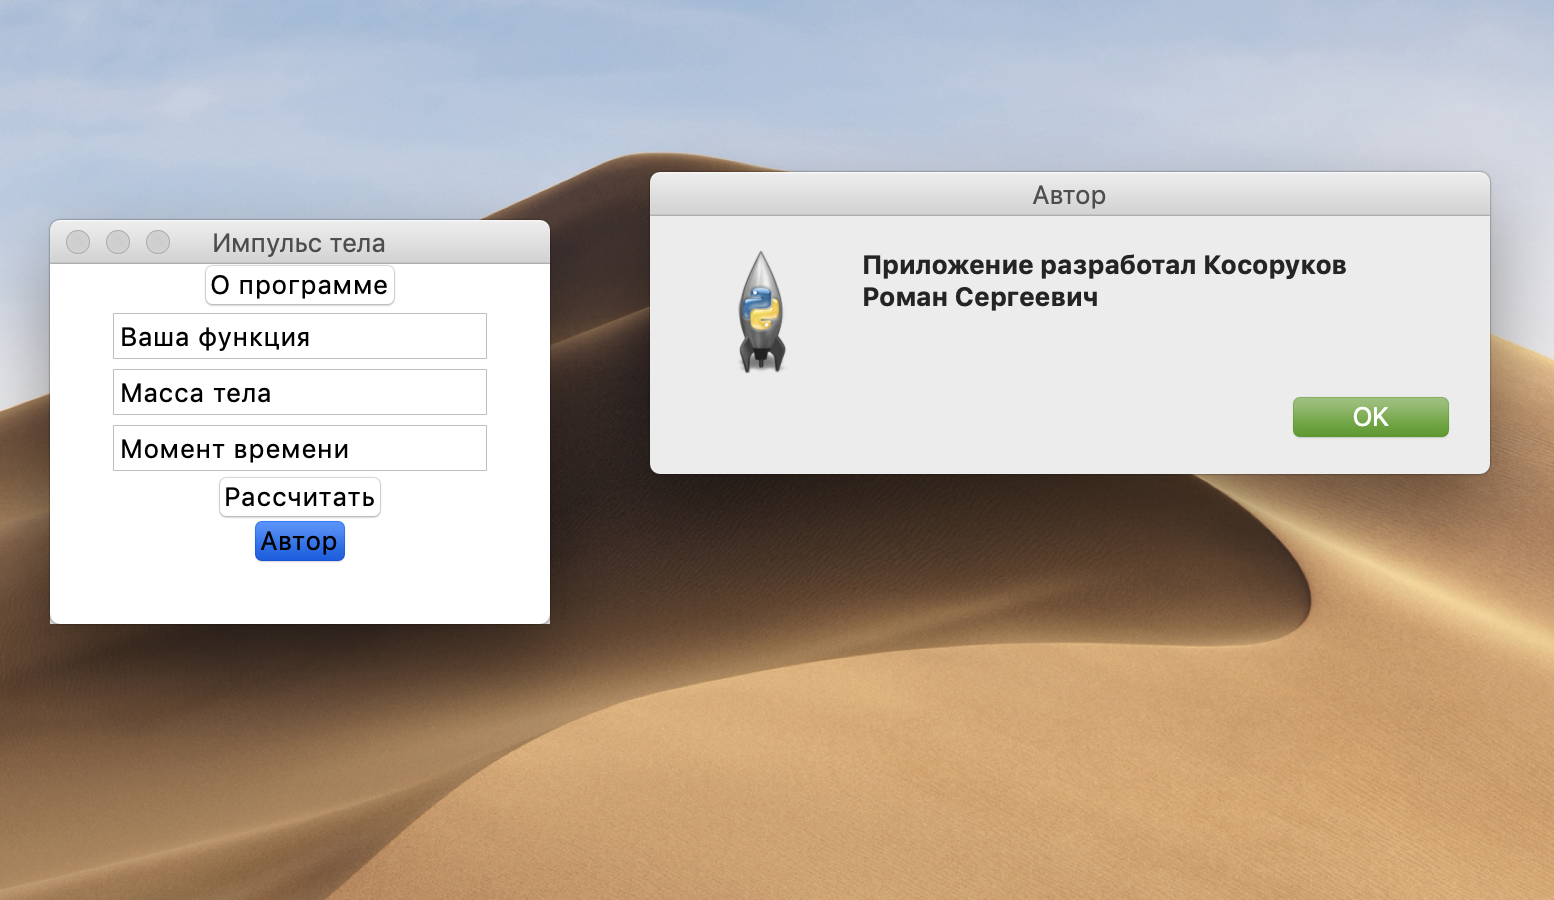 Импульс тела
О программе
Ваша функция
Масса тела
Момент времени
Рассчитать
Автор
Автор
Приложение разработал Косоруков
Роман Сергеевич
OK